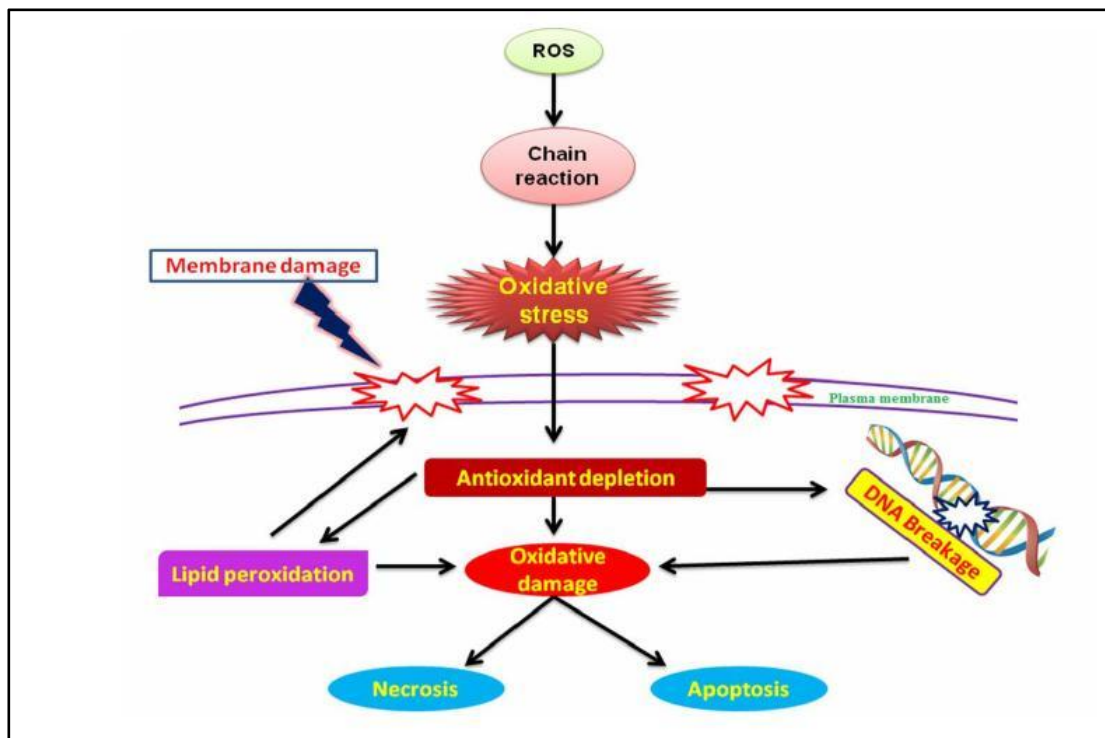 ROS
Chain
reaction
Membrane damage
Oxidative
stress
Plasma membrane
Antioxidant depletion
DNA Breakage
Lipid peroxidation
Oxidative
damage
Necrosis
Apoptosis